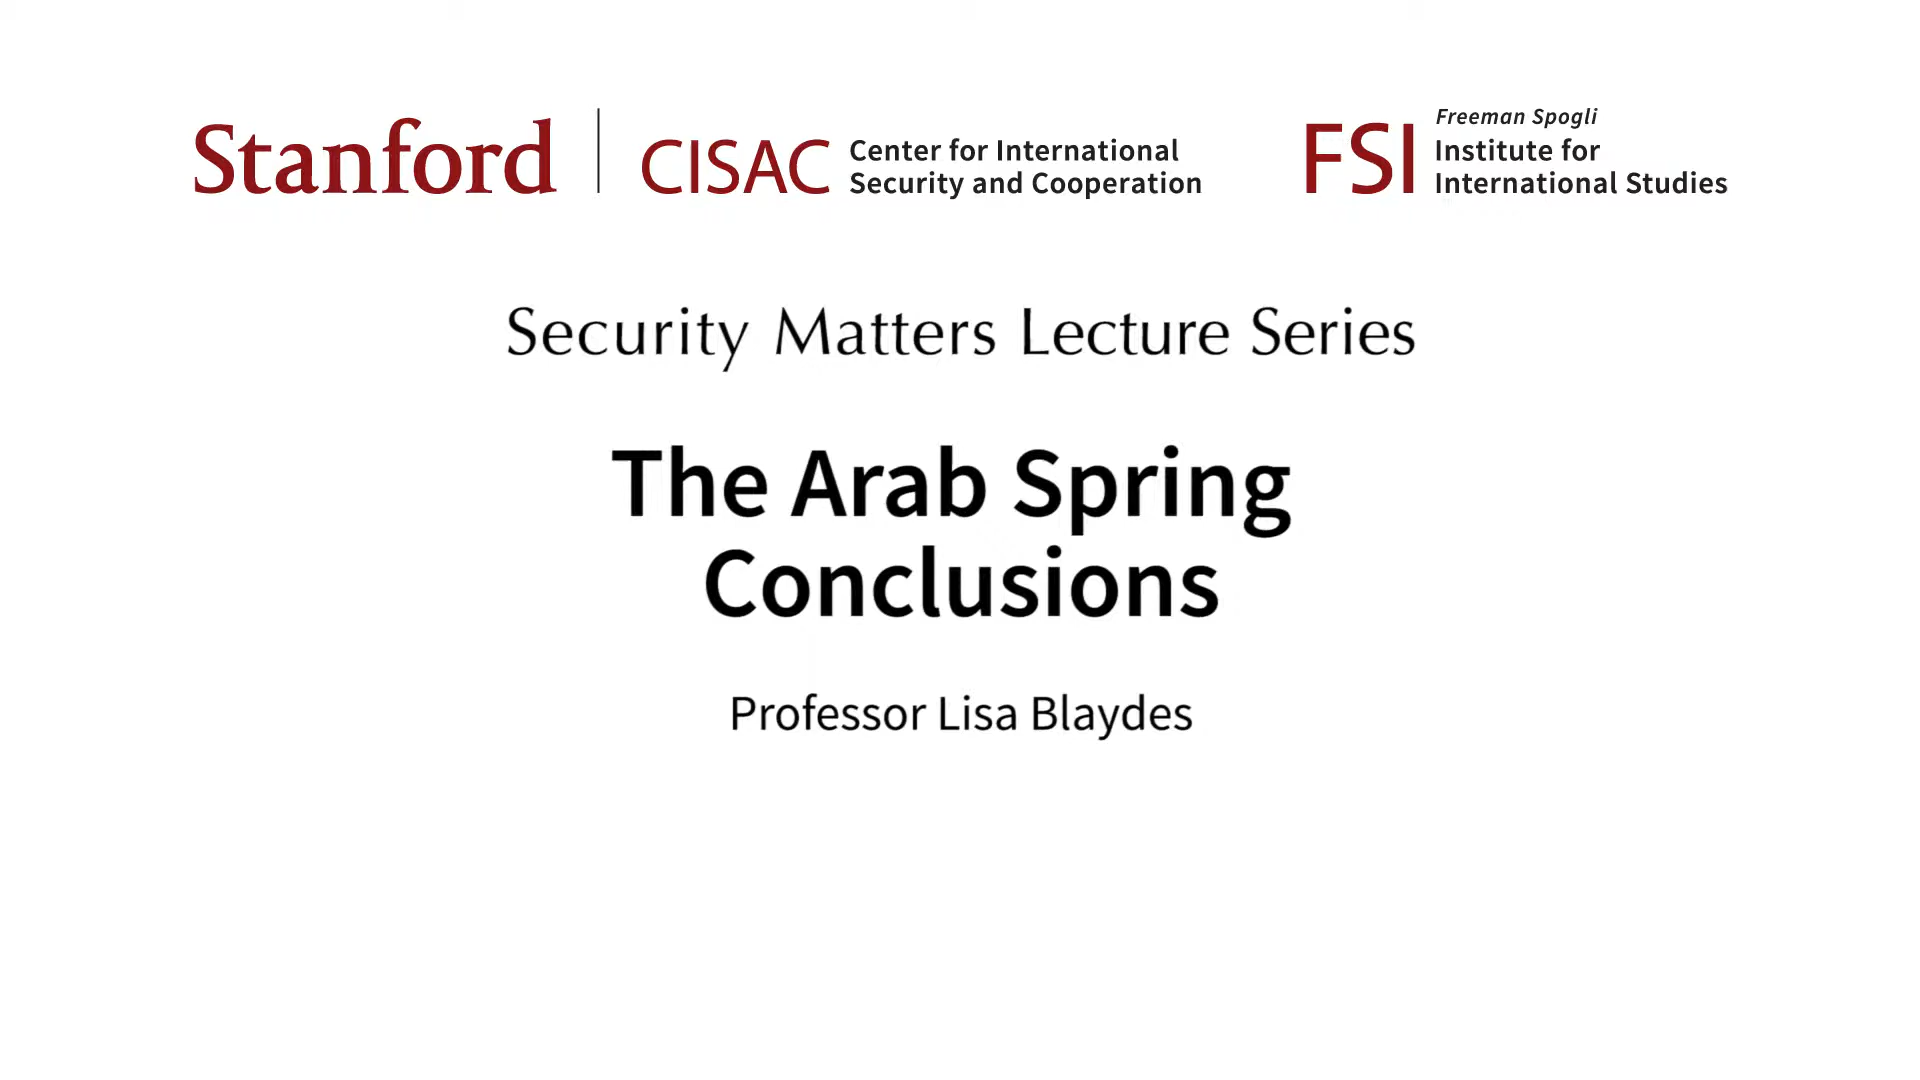 Stanford
CISAC
Center for International
Security and Cooperation
FSI
Freeman Spogli
Institute for
International Studies
Security Matters Lecture Series
The Arab Spring
Conclusions
Professor Lisa Blaydes